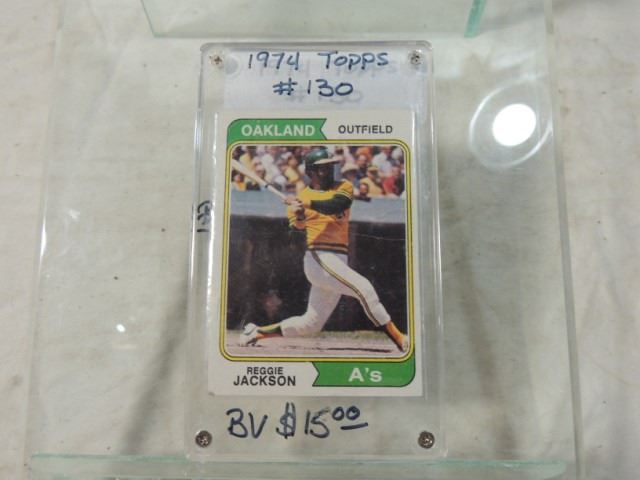 1974 TOPPS
# 130
OAKLAND OUTFIELD
REGGIE
JACKSON
A's
BV $15.00